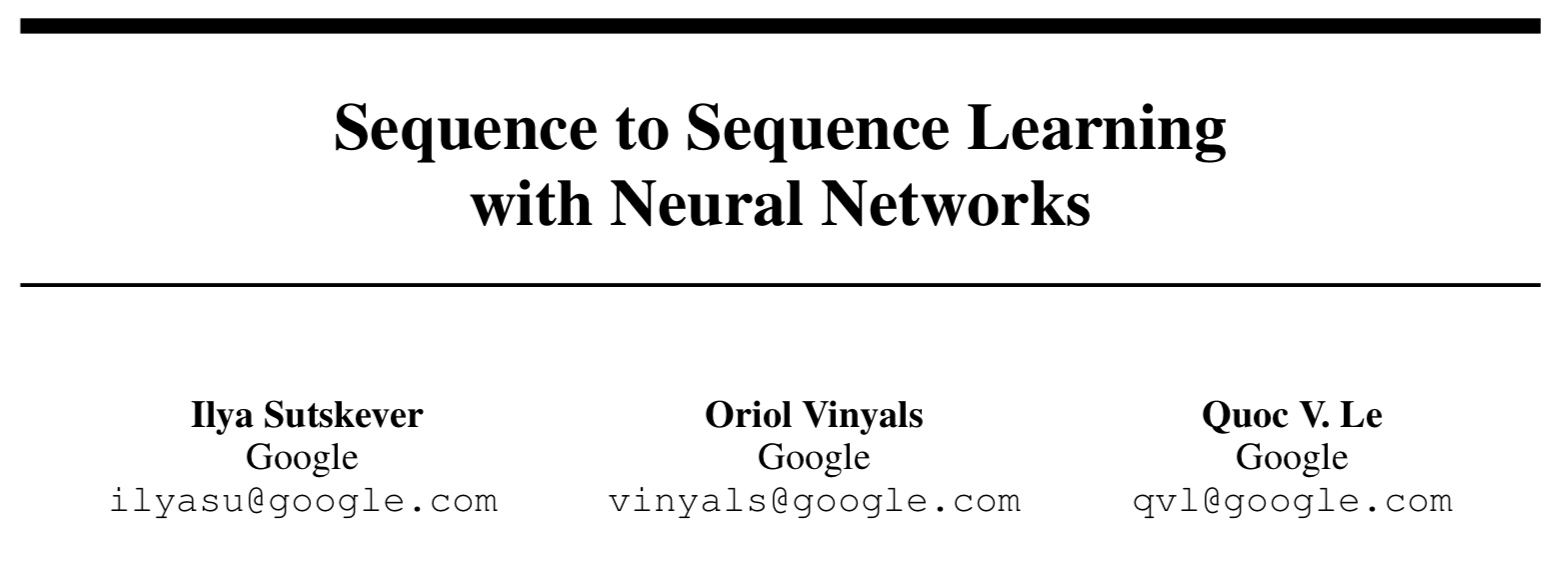 Sequence to Sequence Learning
with Neural Networks
Ilya Sutskever
Google
ilyasu@google.com
Oriol Vinyals
Google
vinyals@google.com
Quoc V. Le
Google
qvl@google.com